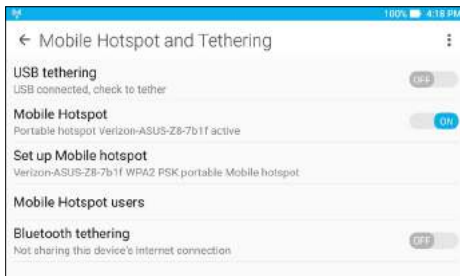 100% 4:18 PM
Mobile Hotspot and Tethering
USB tethering
OFF
USB connected, check to tether
Mobile Hotspot
ON
Portable hotspot Verizon-ASUS-Z8-7b1f active
Set up Mobile hotspot
Verizon-ASUS-Z8-7b1f WPA2 PSK portable Mobile hotspot
Mobile Hotspot users
Bluetooth tethering
OFF
Not sharing this device's internet connection